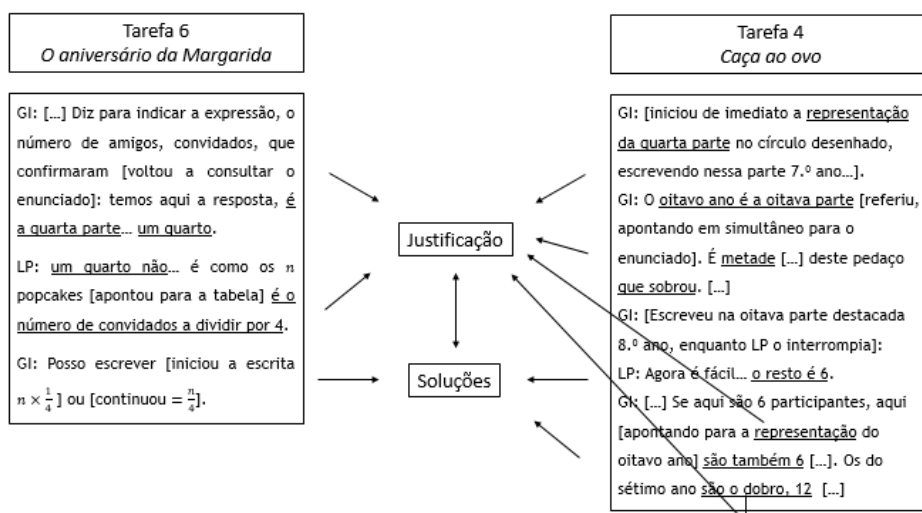 Tarefa 6
O aniversário da Margarida
GI: […] Diz para indicar a expressão, o
número de amigos, convidados, que
confirmaram [voltou a consultar o
enunciado]: temos aqui a resposta, é
a quarta parte… um quarto.
LP: um quarto não… é como os n
popcakes [apontou para a tabela] é o
número de convidados a dividir por 4.
GI: Posso escrever [iniciou a escrita
n × 1/4 ] ou [continuou = n/4].
Justificação
Soluções
Tarefa 4
Caça ao ovo
GI: [iniciou de imediato a representação
da quarta parte no círculo desenhado,
escrevendo nessa parte 7.º ano…].
GI: O oitavo ano é a oitava parte [referiu,
apontando em simultâneo para o
enunciado]. É metade […] deste pedaço
que sobrou. […]
GI: [Escreveu na oitava parte destacada
8.º ano, enquanto LP o interrompia]:
LP: Agora é fácil… o resto é 6.
GI: […] Se aqui são 6 participantes, aqui
[apontando para a representação do
oitavo ano] são também 6 […]. Os do
sétimo ano são o dobro, 12 […]